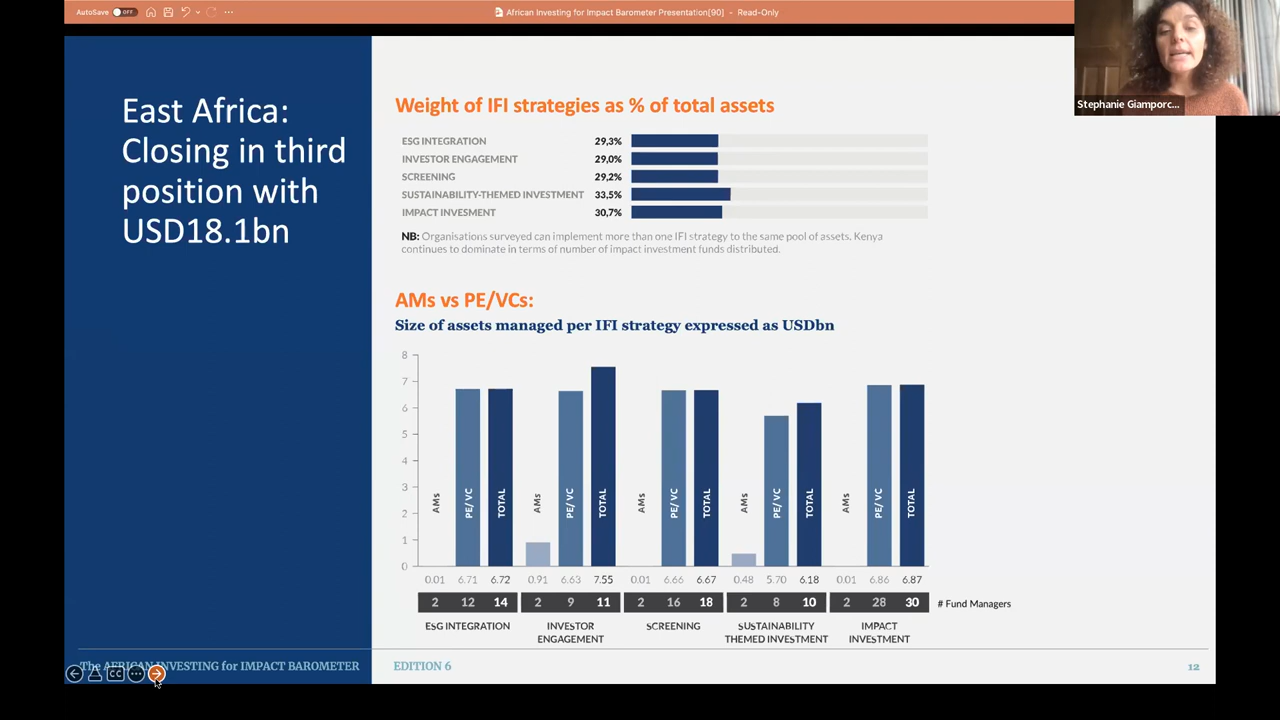 AutoSave OFF
African Investing for Impact Barometer Presentation[90] - Read-Only
Stephanie Giamporc...
East Africa:
Closing in third
position with
USD18.1bn
Weight of IFI strategies as % of total assets
ESG INTEGRATION 29,3%
INVESTOR ENGAGEMENT 29,0%
SCREENING 29,2%
SUSTAINABILITY-THEMED INVESTMENT 33,5%
IMPACT INVESMENT 30,7%
NB: Organisations surveyed can implement more than one IFI strategy to the same pool of assets. Kenya
continues to dominate in terms of number of impact investment funds distributed.
AMs vs PE/VCs:
Size of assets managed per IFI strategy expressed as USDbn
8
7
6
5
4
3
2
1
0
AMs PE/VC TOTAL AMs PE/VC TOTAL AMs PE/VC TOTAL AMs PE/VC TOTAL AMs PE/VC TOTAL
0.01 6.71 6.72 0.91 6.63 7.55 0.01 6.66 6.67 0.48 5.70 6.18 0.01 6.86 6.87
2 12 14 2 9 11 2 16 18 2 8 10 2 28 30 # Fund Managers
ESG INTEGRATION
INVESTOR
ENGAGEMENT
SCREENING
SUSTAINABILITY
THEMED INVESTMENT
IMPACT
INVESTMENT
The AFRICAN INVESTING for IMPACT BAROMETER
EDITION 6
12
CC